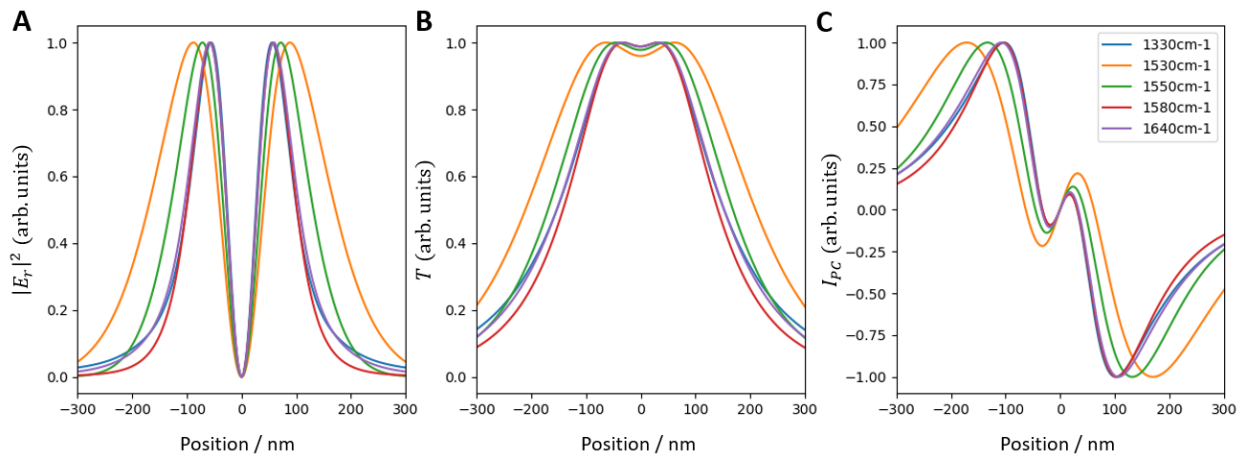 A
|E_r|^2 (arb. units)
1.0
0.8
0.6
0.4
0.2
0.0
−300 −200 −100 0 100 200 300
Position / nm
B
T (arb. units)
1.0
0.8
0.6
0.4
0.2
0.0
−300 −200 −100 0 100 200 300
Position / nm
C
I_{PC} (arb. units)
1.00
0.75
0.50
0.25
0.00
−0.25
−0.50
−0.75
−1.00
−300 −200 −100 0 100 200 300
Position / nm
1330cm-1
1530cm-1
1550cm-1
1580cm-1
1640cm-1